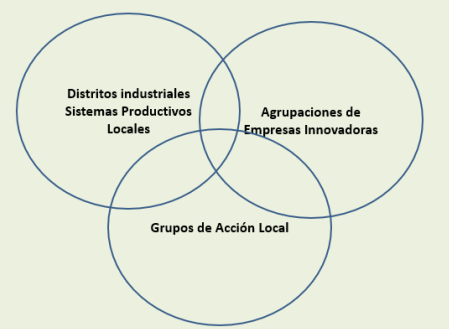 Distritos industriales
Sistemas Productivos
Locales
Agrupaciones de
Empresas Innovadoras
Grupos de Acción Local